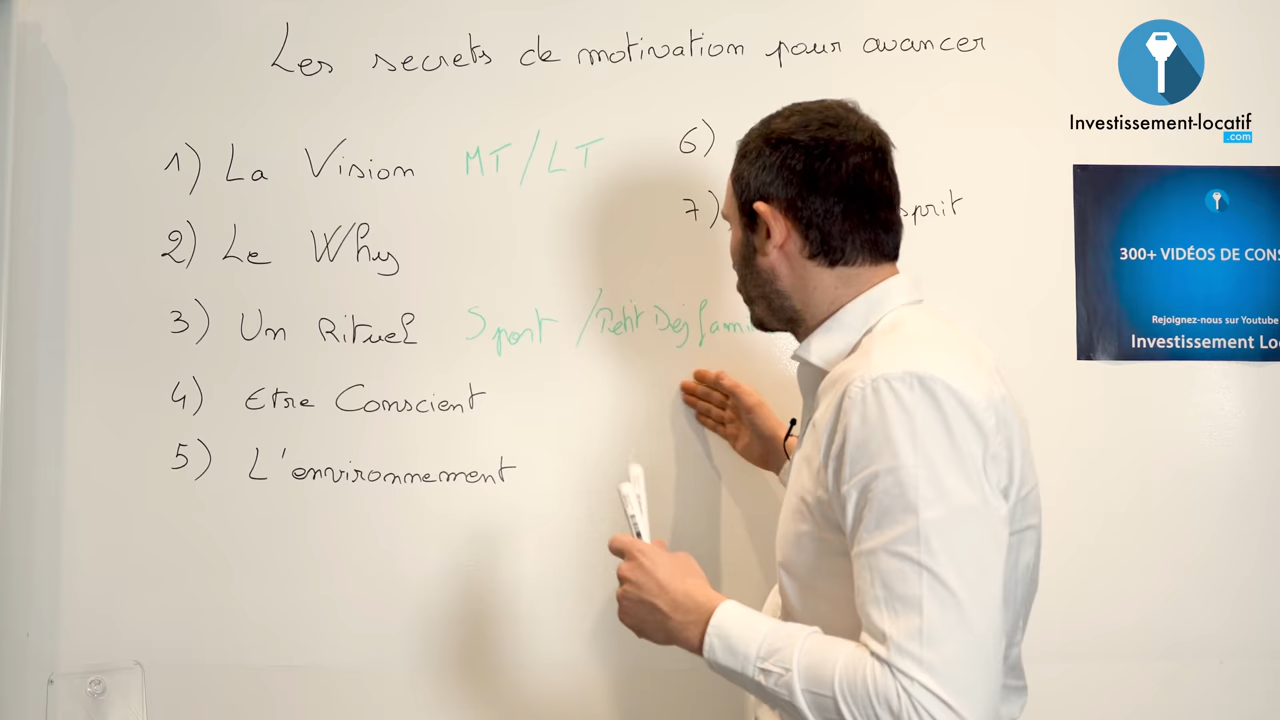 Les secrets de motivation pour avancer
1) La Vision MT/LT
2) Le Why
3) Un Rituel Sport / Petit Dej
4) Etre Conscient
5) L'environnement
6)
7)
Investissement-locatif
.com
300+ VIDÉOS DE CONS
Rejoignez-nous sur Youtube
Investissement Lo